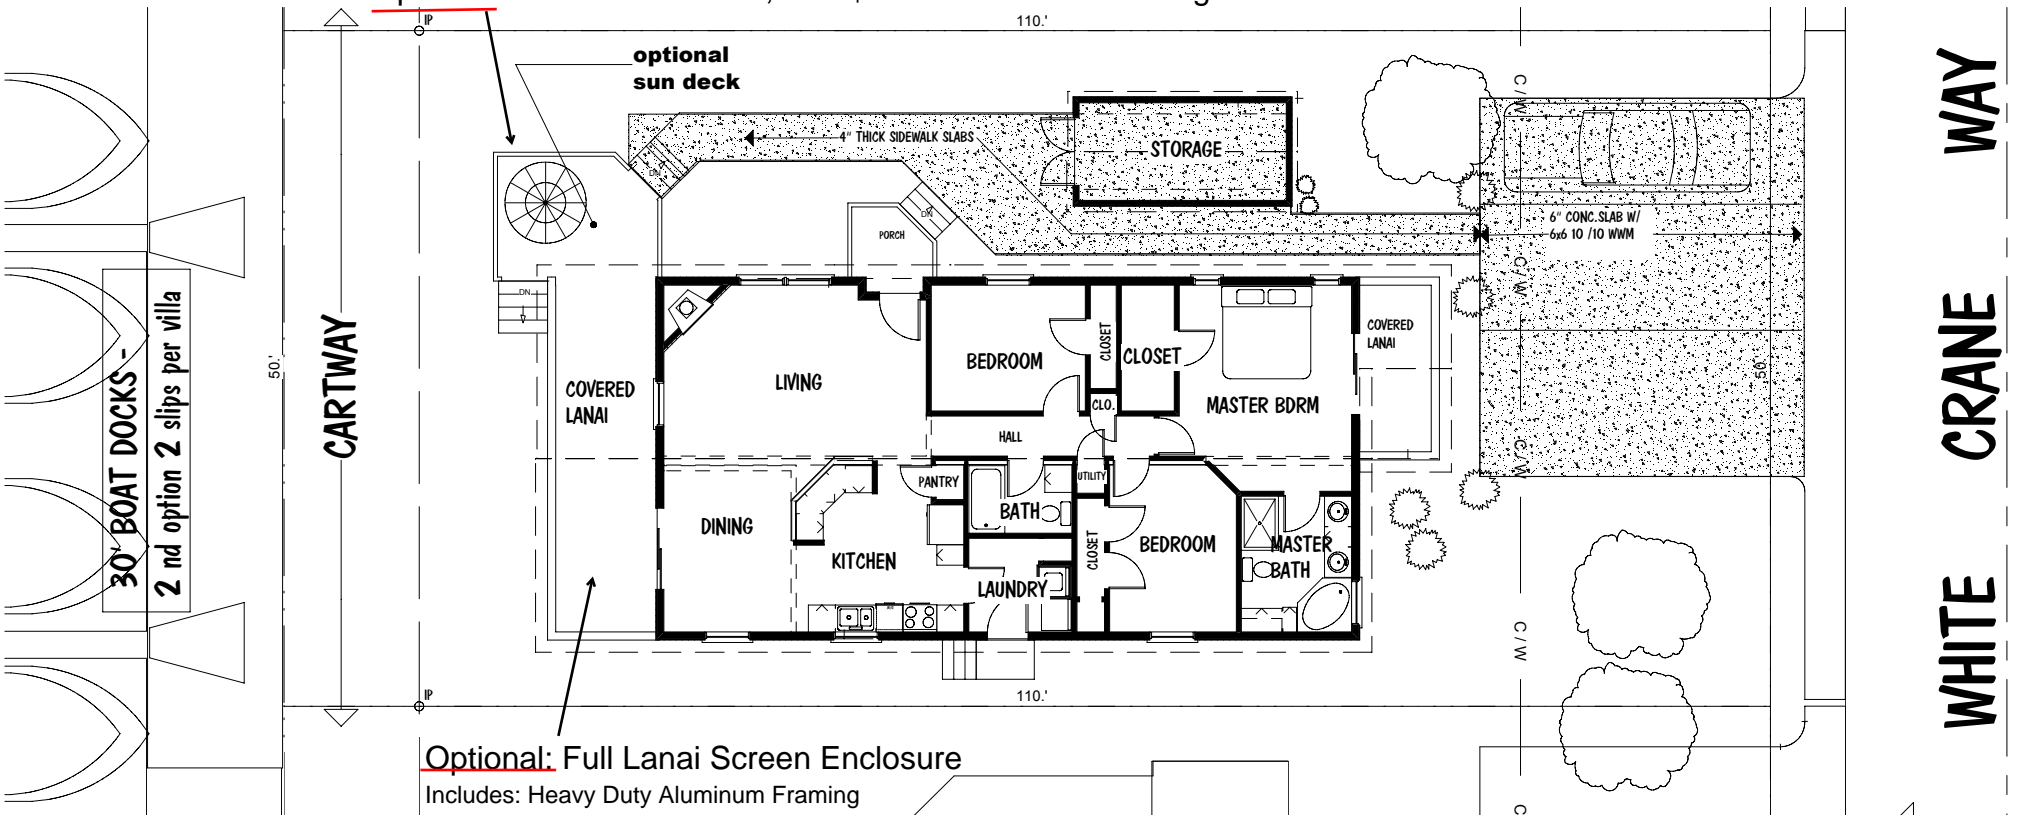 110.'
IP
optional
sun deck
4" THICK SIDEWALK SLABS
STORAGE
DN
DN
PORCH
6" CONC.SLAB W/
6x6 10 /10 WWM
C / W
C / W
C / W
C / W
WHITE CRANE WAY
30' BOAT DOCKS -
2 nd option 2 slips per villa
CARTWAY
50.'
50.'
DN
COVERED
LANAI
LIVING
BEDROOM
CLOSET
CLOSET
CLO.
MASTER BDRM
COVERED
LANAI
HALL
PANTRY
UTILITY
BATH
DINING
KITCHEN
LAUNDRY
CLOSET
BEDROOM
MASTER
BATH
IP
110.'
Optional: Full Lanai Screen Enclosure
Includes: Heavy Duty Aluminum Framing